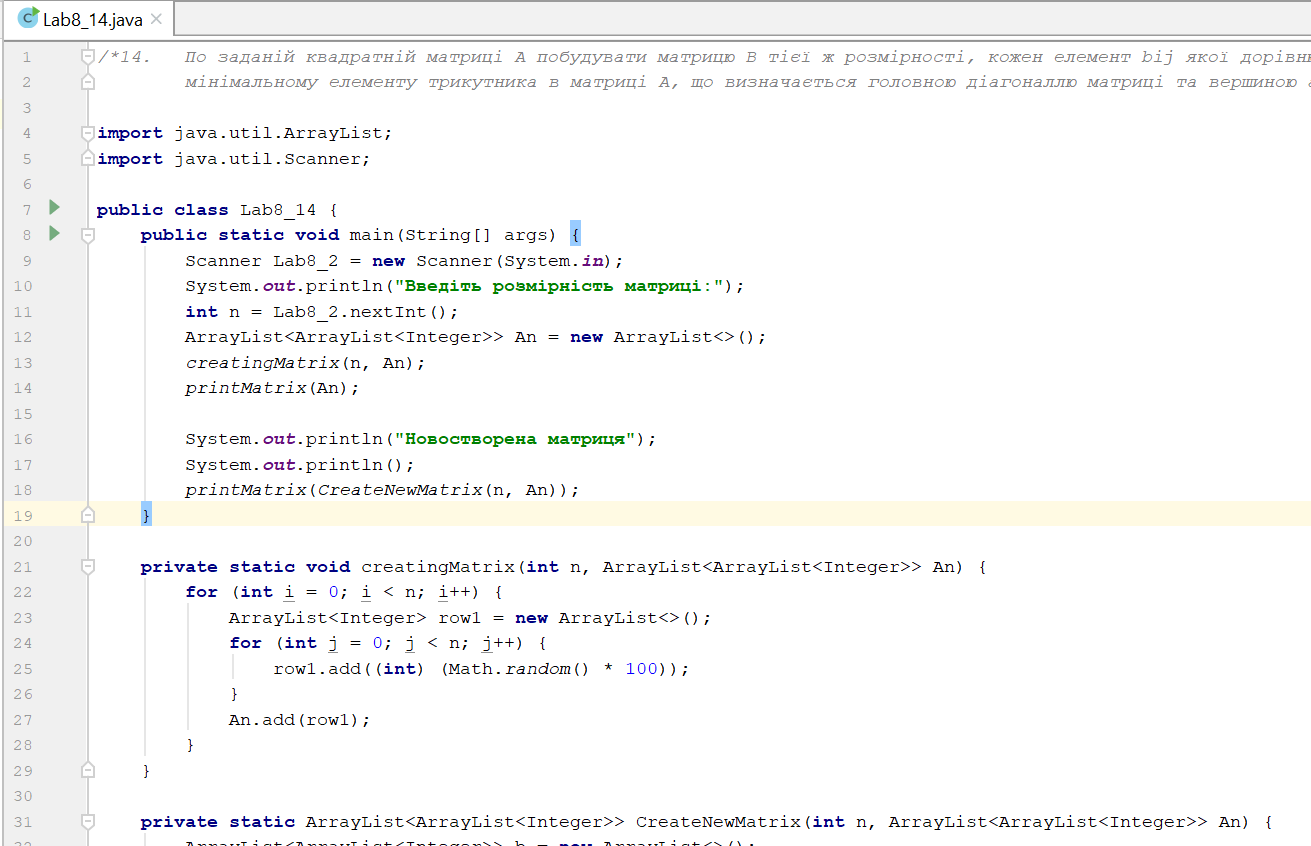 Lab8_14.java
1 /*14. По заданій квадратній матриці A побудувати матрицю B тієї ж розмірності, кожен елемент bij якої
2 мінімальному елементу трикутника в матриці A, що визначається головною діагоналлю матриці та вершиною
3
4 import java.util.ArrayList;
5 import java.util.Scanner;
6
7 public class Lab8_14 {
8 public static void main(String[] args) {
9 Scanner Lab8_2 = new Scanner(System.in);
10 System.out.println("Введіть розмірність матриці:");
11 int n = Lab8_2.nextInt();
12 ArrayList<ArrayList<Integer>> An = new ArrayList<>();
13 creatingMatrix(n, An);
14 printMatrix(An);
15
16 System.out.println("Новостворена матриця");
17 System.out.println();
18 printMatrix(CreateNewMatrix(n, An));
19 }
20
21 private static void creatingMatrix(int n, ArrayList<ArrayList<Integer>> An) {
22 for (int i = 0; i < n; i++) {
23 ArrayList<Integer> row1 = new ArrayList<>();
24 for (int j = 0; j < n; j++) {
25 row1.add((int) (Math.random() * 100));
26 }
27 An.add(row1);
28 }
29 }
30
31 private static ArrayList<ArrayList<Integer>> CreateNewMatrix(int n, ArrayList<ArrayList<Integer>> An) {